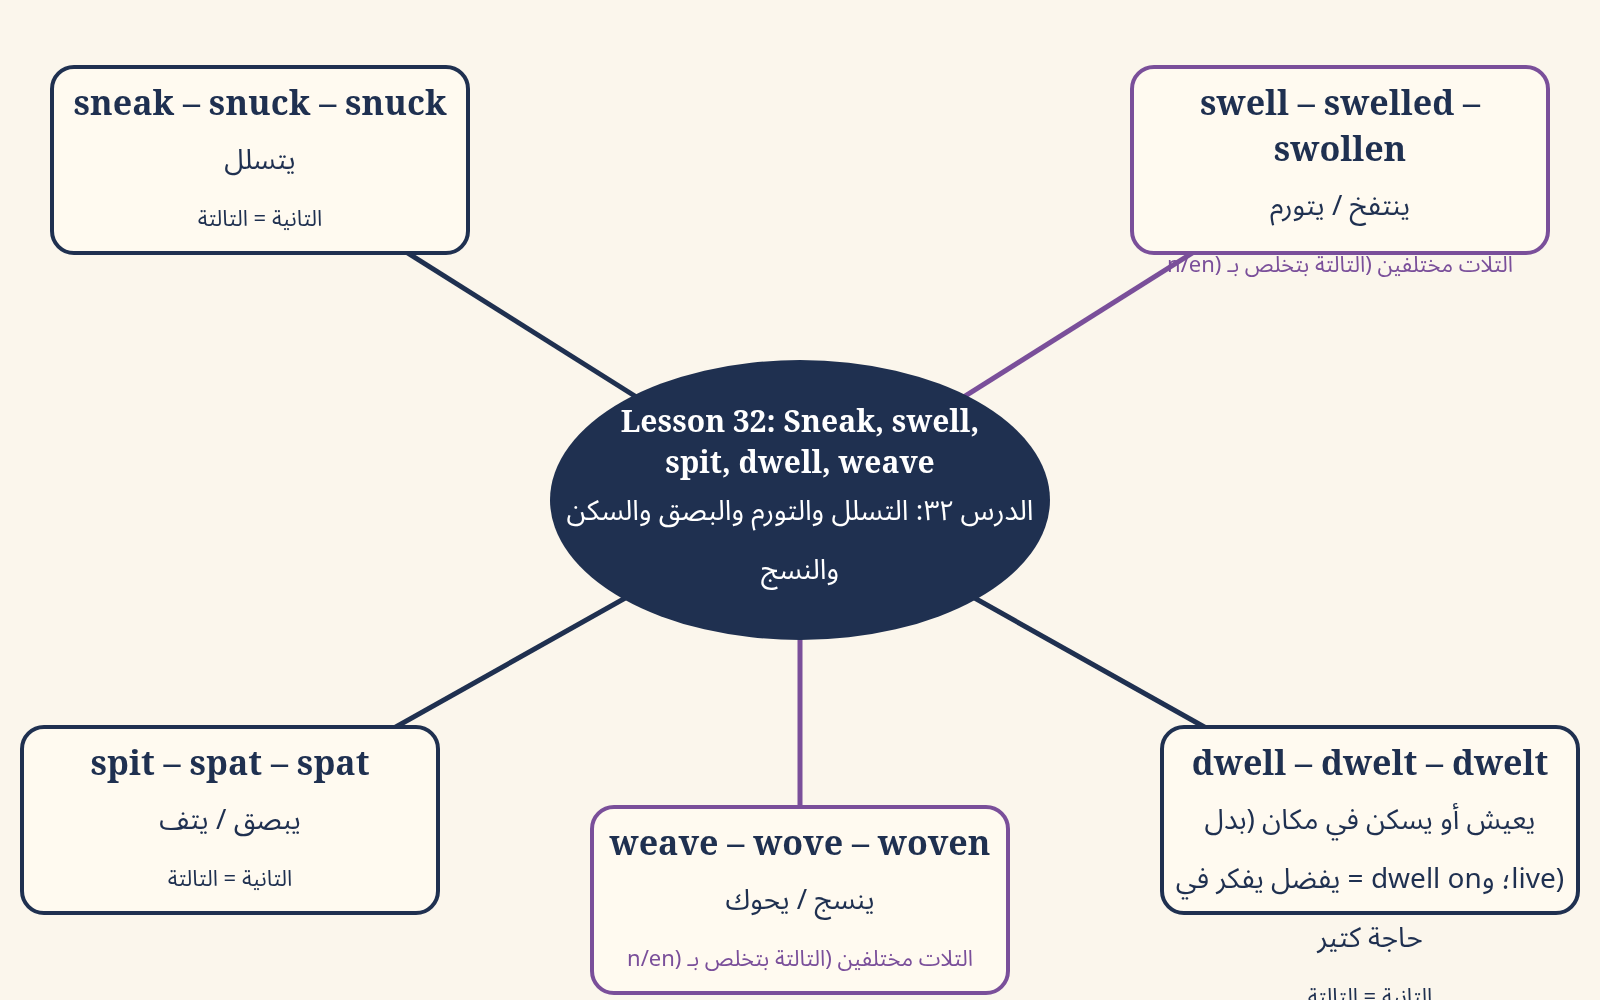 sneak – snuck – snuck
يتسلل
التانية = التالتة
swell – swelled –
swollen
ينتفخ / يتورم
التلات مختلفين (التالتة بتخلص بـ n/en)
Lesson 32: Sneak, swell,
spit, dwell, weave
الدرس ٣٢: التسلل والتورم والبصق والسكن
والنسج
spit – spat – spat
يبصق / يتف
التانية = التالتة
weave – wove – woven
ينسج / يحوك
التلات مختلفين (التالتة بتخلص بـ n/en)
dwell – dwelt – dwelt
يعيش أو يسكن في مكان (بدل
live)؛ وdwell on = يفضل يفكر في
حاجة كتير
التانية = التالتة